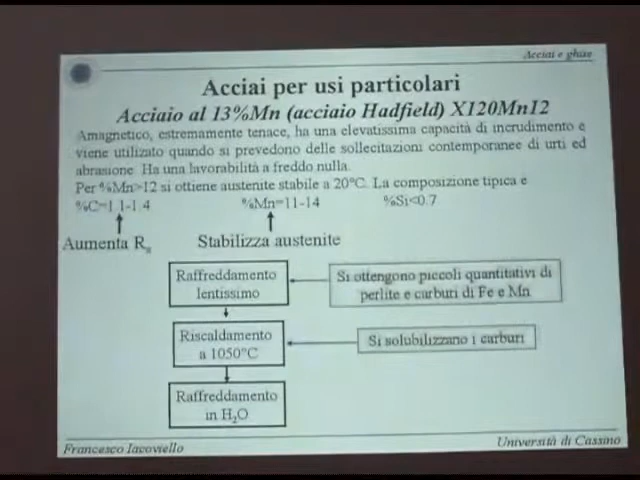 Acciai e ghise
Acciai per usi particolari
Acciaio al 13%Mn (acciaio Hadfield) X120Mn12
Amagnetico, estremamente tenace, ha una elevatissima capacità di incrudimento e
viene utilizzato quando si prevedono delle sollecitazioni contemporanee di urti ed
abrasione. Ha una lavorabilità a freddo nulla.
Per %Mn>12 si ottiene austenite stabile a 20°C. La composizione tipica e
%C=1.1-1.4 %Mn=11-14 %Si<0.7
Aumenta R Stabilizza austenite
Raffreddamento
lentissimo
Si ottengono piccoli quantitativi di
perlite e carburi di Fe e Mn
Riscaldamento
a 1050°C
Si solubilizzano i carburi
Raffreddamento
in H₂O
Francesco Iacoviello Università di Cassino